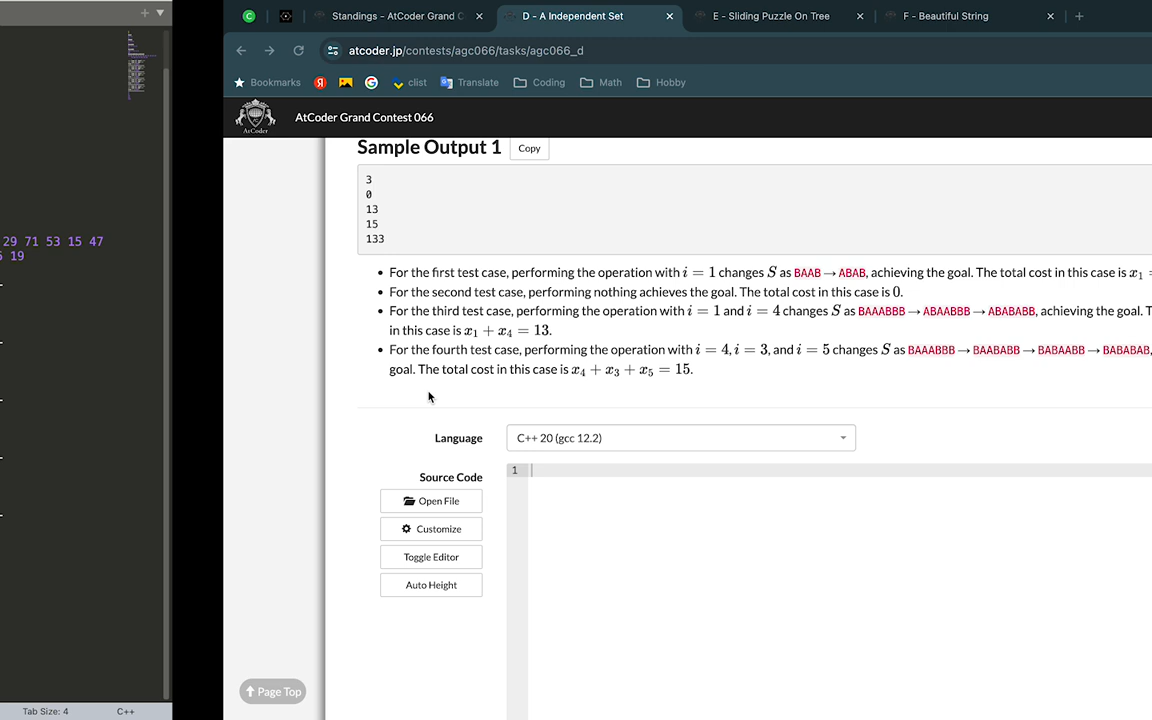 Standings - AtCoder Grand C
D - A Independent Set
E - Sliding Puzzle On Tree
F - Beautiful String
atcoder.jp/contests/agc066/tasks/agc066_d
Bookmarks
clist
Translate
Coding
Math
Hobby
AtCoder
AtCoder Grand Contest 066
Sample Output 1
Copy
3
0
13
15
133
29 71 53 15 47
19
For the first test case, performing the operation with i = 1 changes S as BAAB → ABAB, achieving the goal. The total cost in this case is x₁ =
For the second test case, performing nothing achieves the goal. The total cost in this case is 0.
For the third test case, performing the operation with i = 1 and i = 4 changes S as BAAABBB → ABAABBB → ABABABB, achieving the goal. T
in this case is x₁ + x₄ = 13.
For the fourth test case, performing the operation with i = 4, i = 3, and i = 5 changes S as BAAABBB → BAABABB → BABAABB → BABABAB,
goal. The total cost in this case is x₄ + x₃ + x₅ = 15.
Language
C++ 20 (gcc 12.2)
Source Code
1
Open File
Customize
Toggle Editor
Auto Height
Page Top
Tab Size: 4
C++